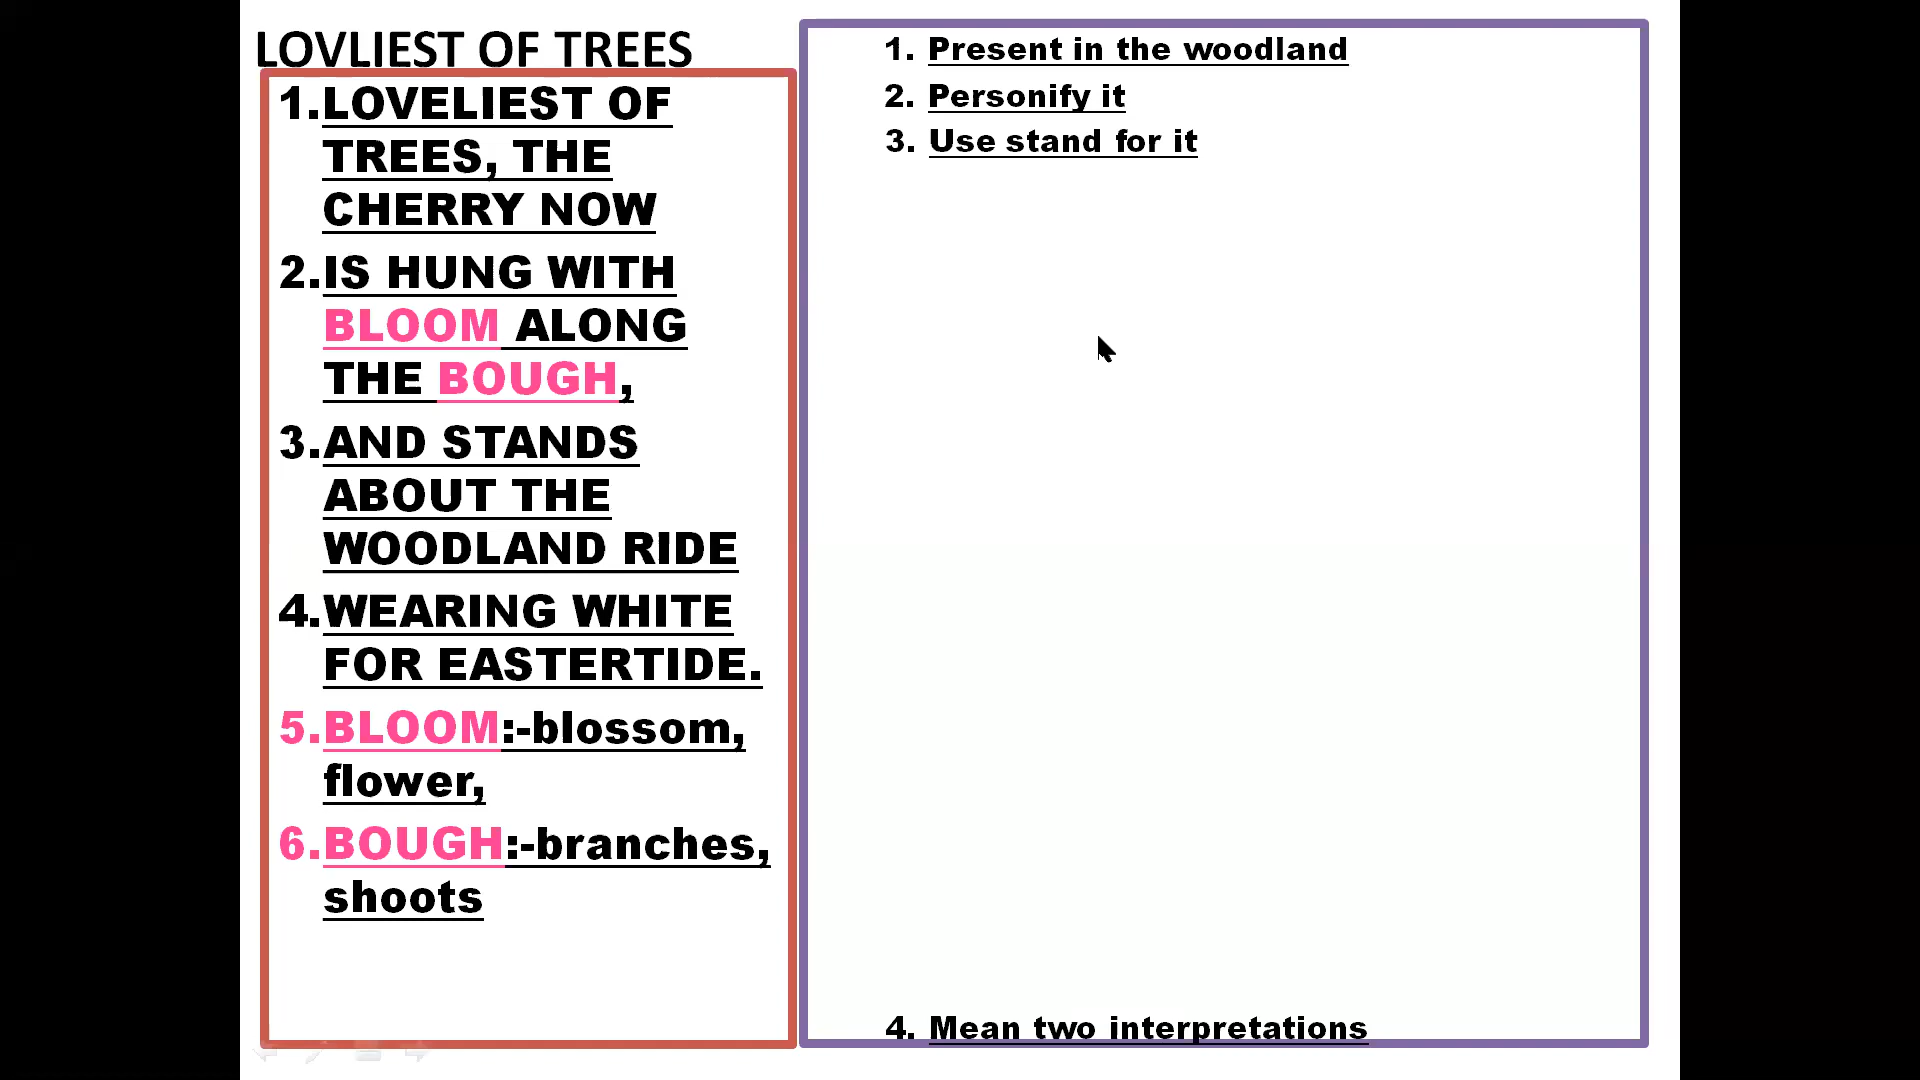 LOVLIEST OF TREES
1.LOVELIEST OF
TREES, THE
CHERRY NOW
2.IS HUNG WITH
BLOOM ALONG
THE BOUGH,
3.AND STANDS
ABOUT THE
WOODLAND RIDE
4.WEARING WHITE
FOR EASTERTIDE.
5.BLOOM:-blossom,
flower,
6.BOUGH:-branches,
shoots
1. Present in the woodland
2. Personify it
3. Use stand for it
4. Mean two interpretations